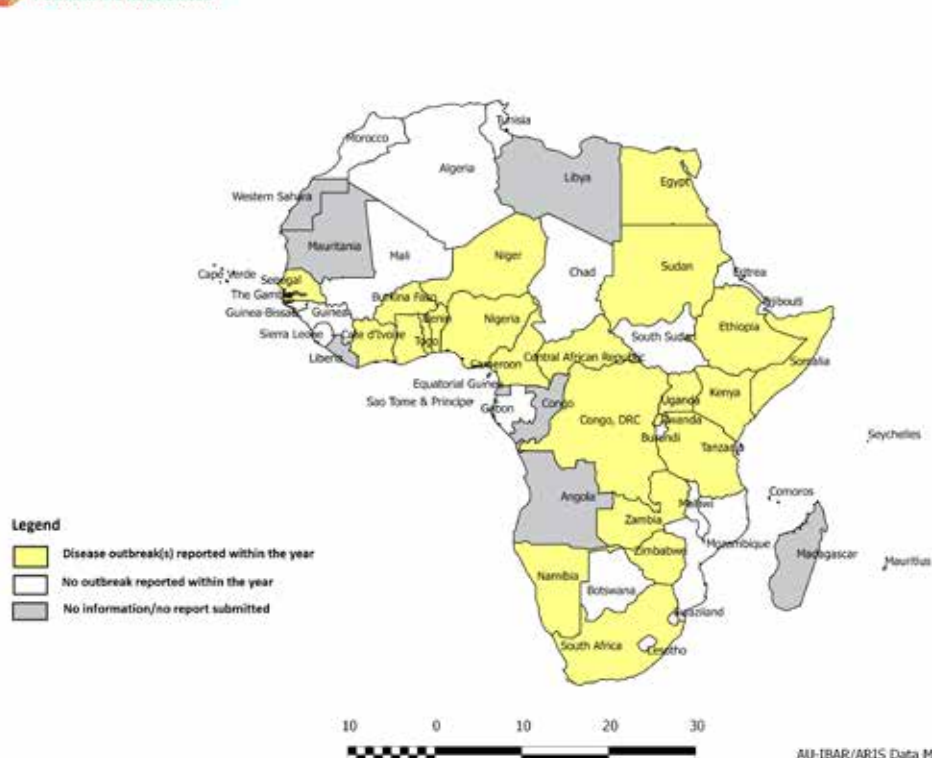 Tunisia
Morocco
Algeria
Libya
Egypt
Western Sahara
Mauritania
Mali
Niger
Chad
Sudan
Eritrea
Cape Verde
Senegal
The Gambia
Burkina Faso
Djibouti
Guinea-Bissau
Guinea
Benin
Nigeria
Ethiopia
Sierra Leone
Cote d'Ivoire
Togo
South Sudan
Liberia
Cameroon
Central African Republic
Somalia
Equatorial Guinea
Sao Tome & Principe
Gabon
Congo
Congo, DRC
Uganda
Kenya
Rwanda
Burundi
Tanzania
Seychelles
Angola
Malawi
Comoros
Zambia
Mozambique
Madagascar
Mauritius
Zimbabwe
Namibia
Botswana
Swaziland
South Africa
Lesotho
Legend
Disease outbreak(s) reported within the year
No outbreak reported within the year
No information/no report submitted
10 0 10 20 30
AU-IBAR/ARIS Data M